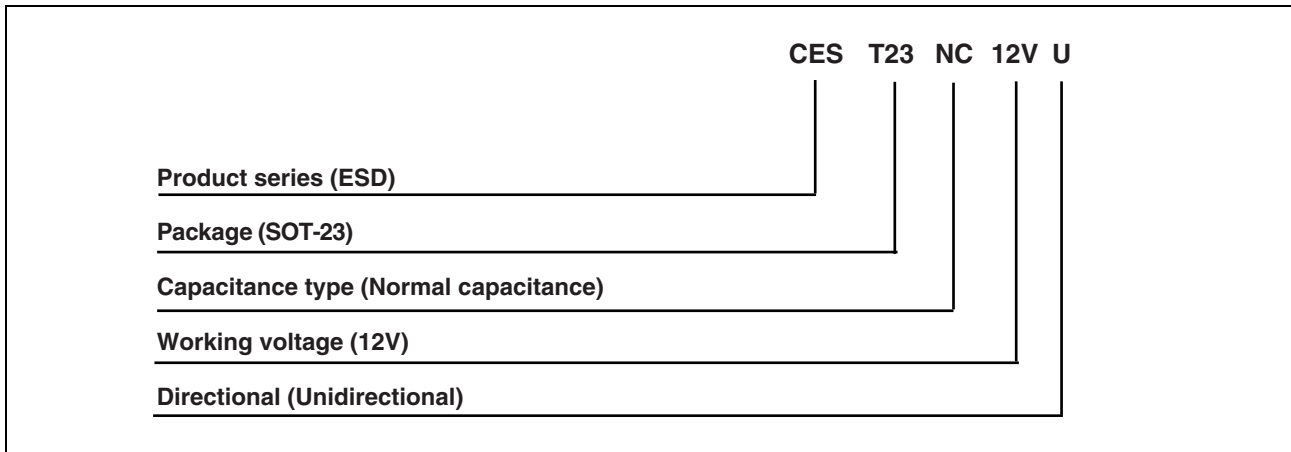 CES T23 NC 12V U
Product series (ESD)
Package (SOT-23)
Capacitance type (Normal capacitance)
Working voltage (12V)
Directional (Unidirectional)